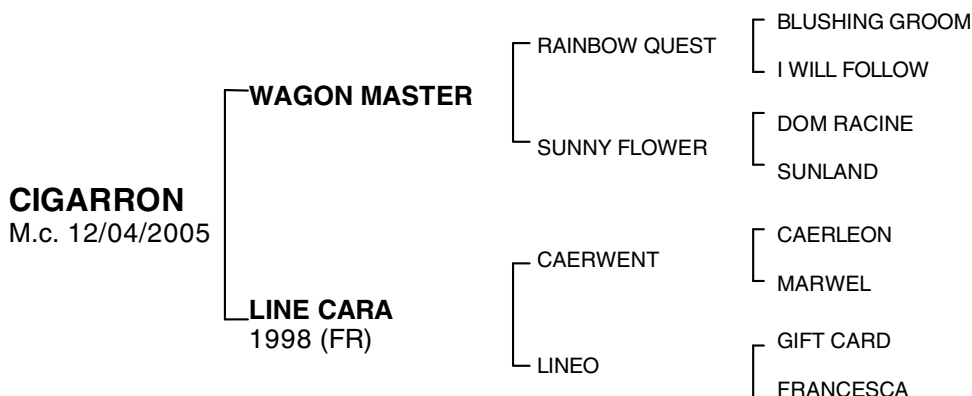 BLUSHING GROOM
RAINBOW QUEST
I WILL FOLLOW
WAGON MASTER
DOM RACINE
SUNNY FLOWER
SUNLAND
CIGARRON
M.c. 12/04/2005
CAERLEON
CAERWENT
MARWEL
LINE CARA
1998 (FR)
GIFT CARD
LINEO
FRANCESCA